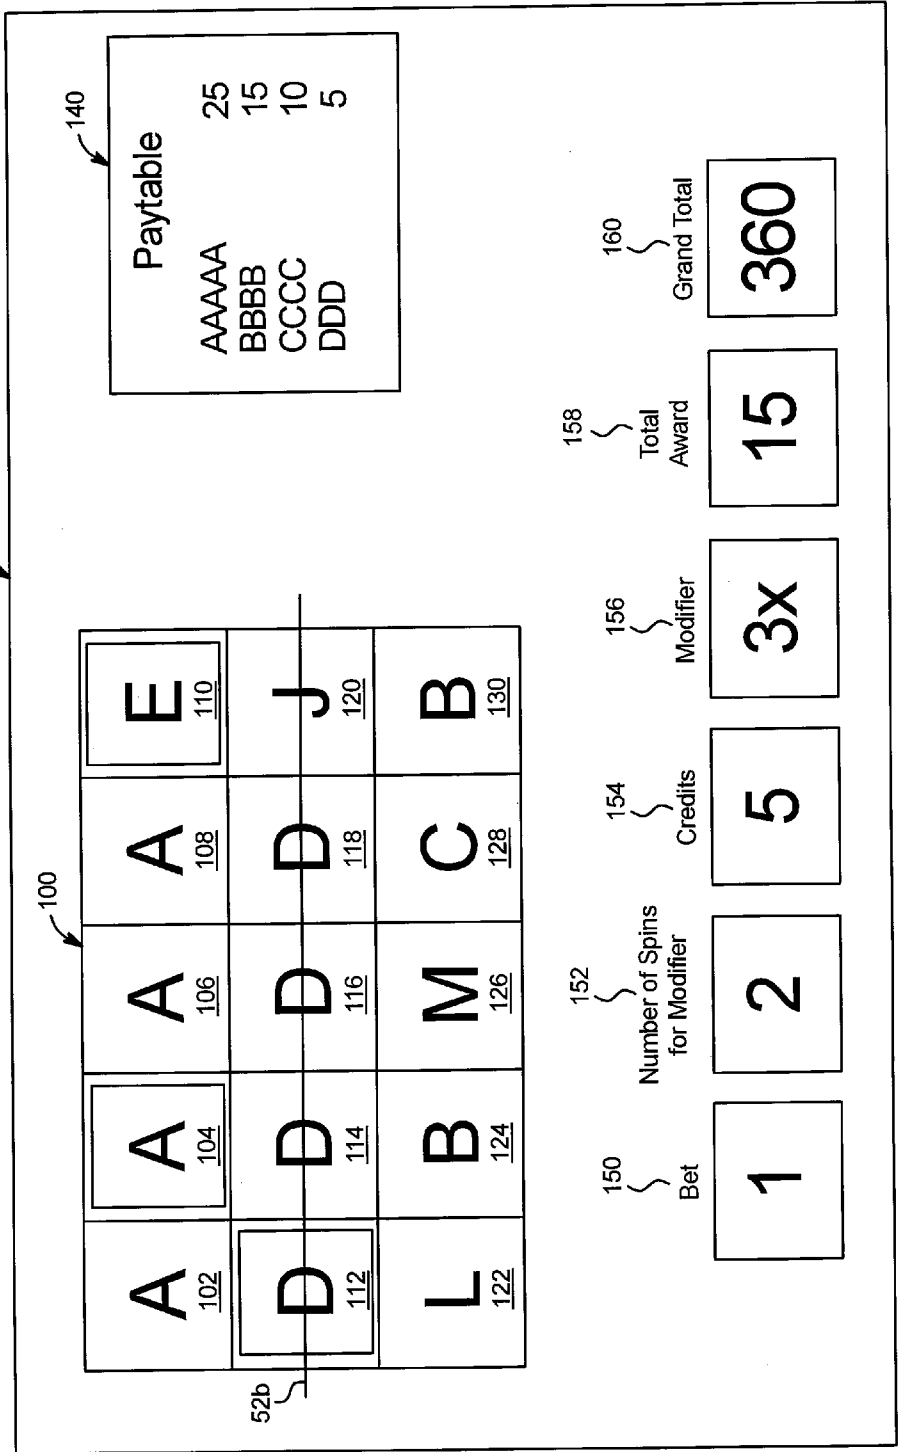 100
A A A A E
102 104 106 108 110
52b
D D D D J
112 114 116 118 120
L B M C B
122 124 126 128 130
140
Paytable
AAAAA 25
BBBB 15
CCCC 10
DDD 5
150
Bet
1
152
Number of Spins
for Modifier
2
154
Credits
5
156
Modifier
3x
158
Total
Award
15
160
Grand Total
360